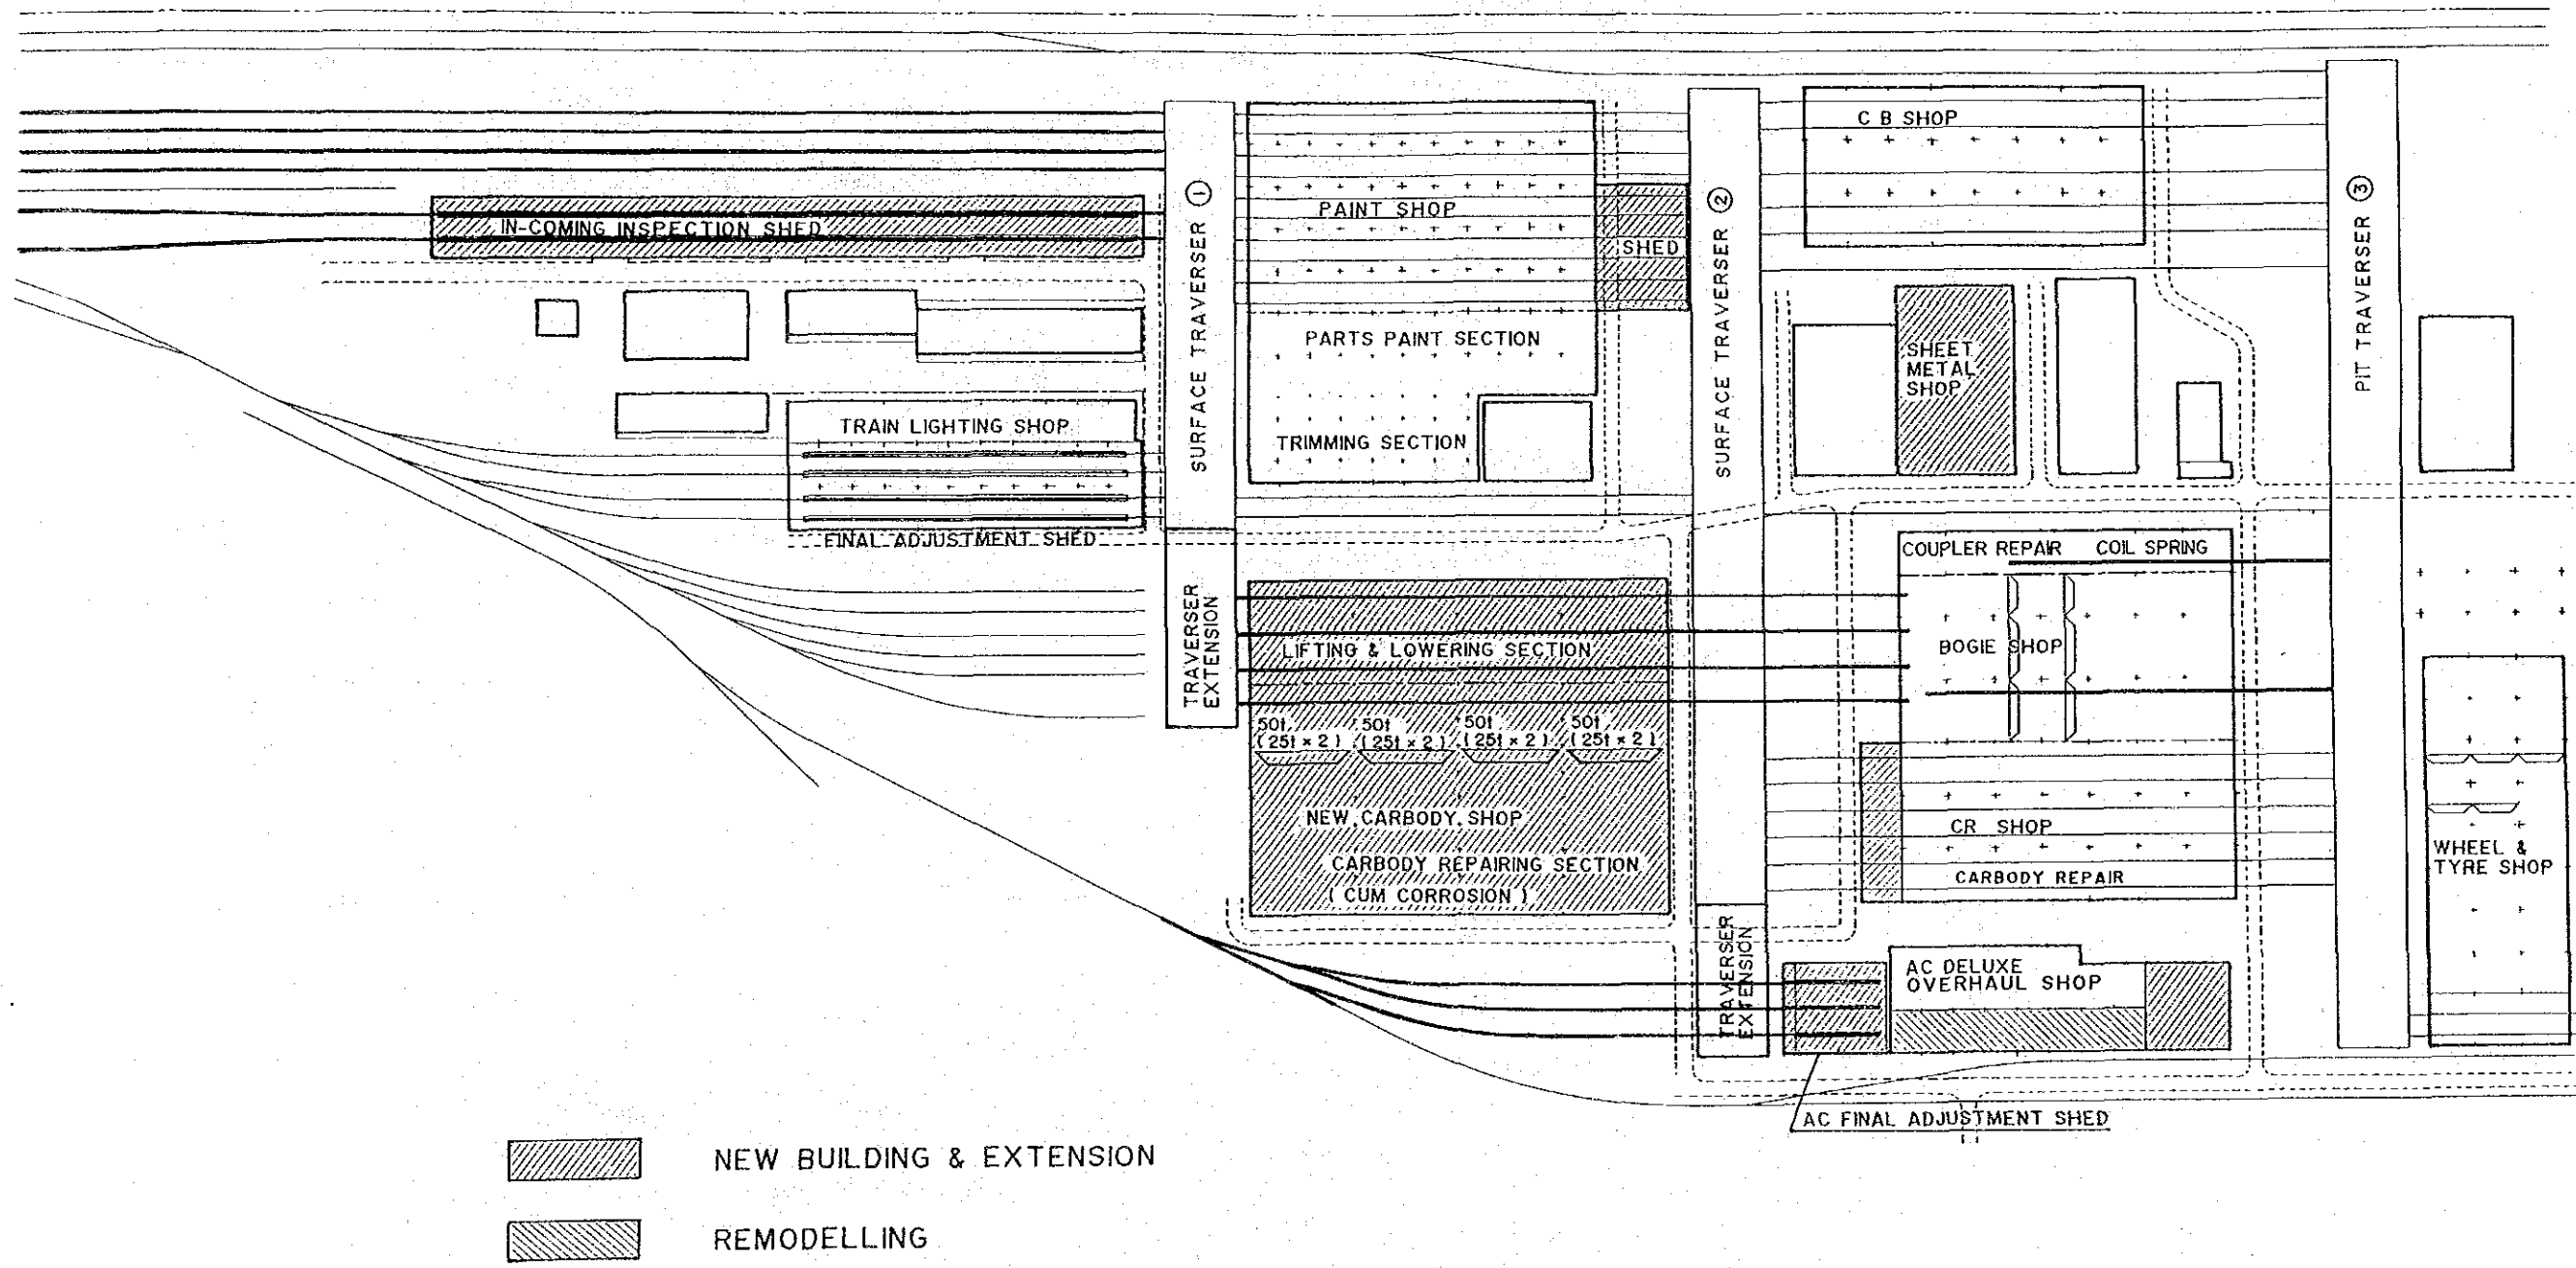 C B SHOP
SURFACE TRAVERSER ①
SURFACE TRAVERSER ②
PIT TRAVERSER ③
PAINT SHOP
IN-COMING INSPECTION SHED
SHED
PARTS PAINT SECTION
SHEET
METAL
SHOP
TRAIN LIGHTING SHOP
TRIMMING SECTION
FINAL ADJUSTMENT SHED
COUPLER REPAIR
COIL SPRING
TRAVERSER
EXTENSION
LIFTING & LOWERING SECTION
BOGIE SHOP
50t
(25t × 2)
50t
(25t × 2)
50t
(25t × 2)
50t
(25t × 2)
NEW CARBODY SHOP
CR SHOP
CARBODY REPAIRING SECTION
(CUM CORROSION)
CARBODY REPAIR
WHEEL &
TYRE SHOP
TRAVERSER
EXTENSION
AC DELUXE
OVERHAUL SHOP
AC FINAL ADJUSTMENT SHED
NEW BUILDING & EXTENSION
REMODELLING